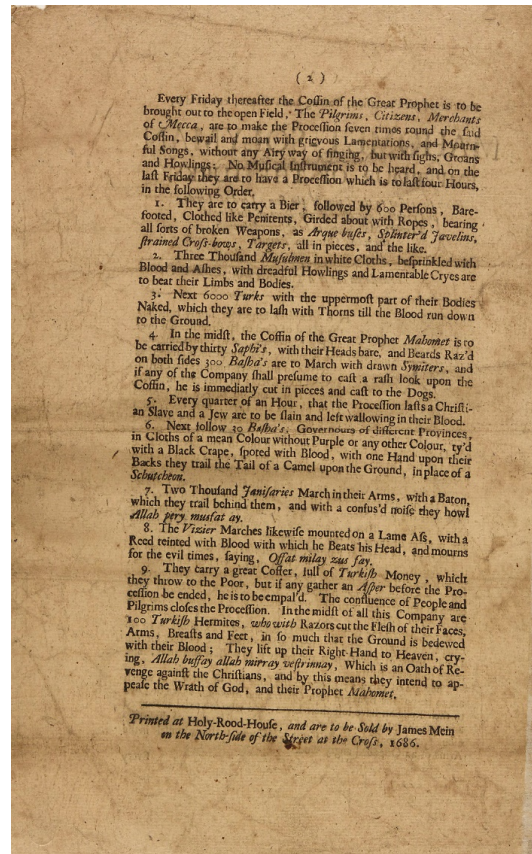 (2)
Every Friday thereafter the Coffin of the Great Prophet is to be
brought out to the open Field, The Pilgrims, Citizens, Merchants
of Mecca, are to make the Proceſſion ſeven times round the ſaid
Coffin, bewail and moan with grievous Lamentations, and Mourn-
ful Songs, without any Airy way of ſinging, but with ſighs, Groans
and Howlings: No Muſical Inſtrument is to be heard, and on the
laſt Friday they are to have a Proceſſion which is to laſt four Hours,
in the following Order.
1. They are to carry a Bier, followed by 600 Perſons, Bare-
footed, Clothed like Penitents, Girded about with Ropes, bearing
all ſorts of broken Weapons, as Arque buſes, Splinter'd Javelins,
ſtrained Croſs-bows, Targets, all in pieces, and the like.
2. Three Thouſand Muſulmen in white Cloths, beſprinkled with
Blood and Aſhes, with dreadful Howlings and Lamentable Cryes are
to beat their Limbs and Bodies.
3. Next 6000 Turks with the uppermoſt part of their Bodies
Naked, which they are to laſh with Thorns till the Blood run down
to the Ground.
4. In the midſt, the Coffin of the Great Prophet Mahomet is to
be carried by thirty Saphi's, with their Heads bare, and Beards Raz'd
on both ſides 300 Baſha's are to March with drawn Symiters, and
if any of the Company ſhall preſume to caſt a raſh look upon the
Coffin, he is immediatly cut in pieces and caſt to the Dogs.
5. Every quarter of an Hour, that the Proceſſion laſts a Chriſti-
an Slave and a Jew are to be ſlain and left wallowing in their Blood.
6. Next follow 30 Baſha's, Governours of different Provinces,
in Cloths of a mean Colour without Purple or any other Colour, ty'd
with a Black Crape, ſpoted with Blood, with one Hand upon their
Backs they trail the Tail of a Camel upon the Ground, in place of a
Schutcheon.
7. Two Thouſand Janiſaries March in their Arms, with a Baton,
which they trail behind them, and with a confus'd noiſe they howl
Allah pery muſtat ay.
8. The Vizier Marches likewiſe mounted on a Lame Aſs, with a
Reed teinted with Blood with which he Beats his Head, and mourns
for the evil times, ſaying, Offat milay zus fay.
9. They carry a great Coffer, full of Turkiſh Money, which
they throw to the Poor, but if any gather an Aſper before the Pro-
ceſſion be ended, he is to be empal'd. The confluence of People and
Pilgrims cloſes the Proceſſion. In the midſt of all this Company are
100 Turkiſh Hermites, who with Razors cut the Fleſh of their Faces,
Arms, Breaſts and Feet, in ſo much that the Ground is bedewed
with their Blood; They lift up their Right-Hand to Heaven, cry-
ing, Allah buffay allah mirray veſtrinnay, Which is an Oath of Re-
venge againſt the Chriſtians, and by this means they intend to ap-
peaſe the Wrath of God, and their Prophet Mahomet.
Printed at Holy-Rood-Houſe, and are to be Sold by James Mein
on the North-ſide of the Street at the Croſs, 1686.